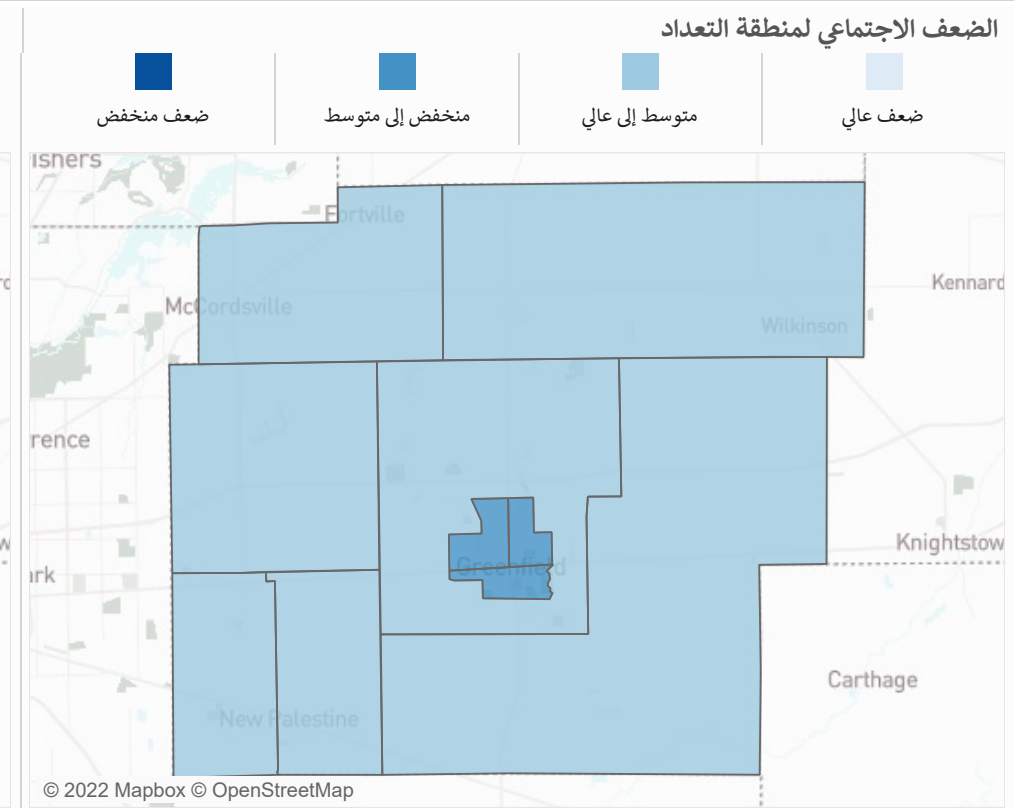 الضعف الاجتماعي لمنطقة التعداد
ضعف عالي
متوسط إلى عالي
منخفض إلى متوسط
ضعف منخفض
ishers
Fortville
Kennard
McCordsville
Wilkinson
rence
Knightstow
Greenfield
ark
Carthage
New Palestine
© 2022 Mapbox © OpenStreetMap